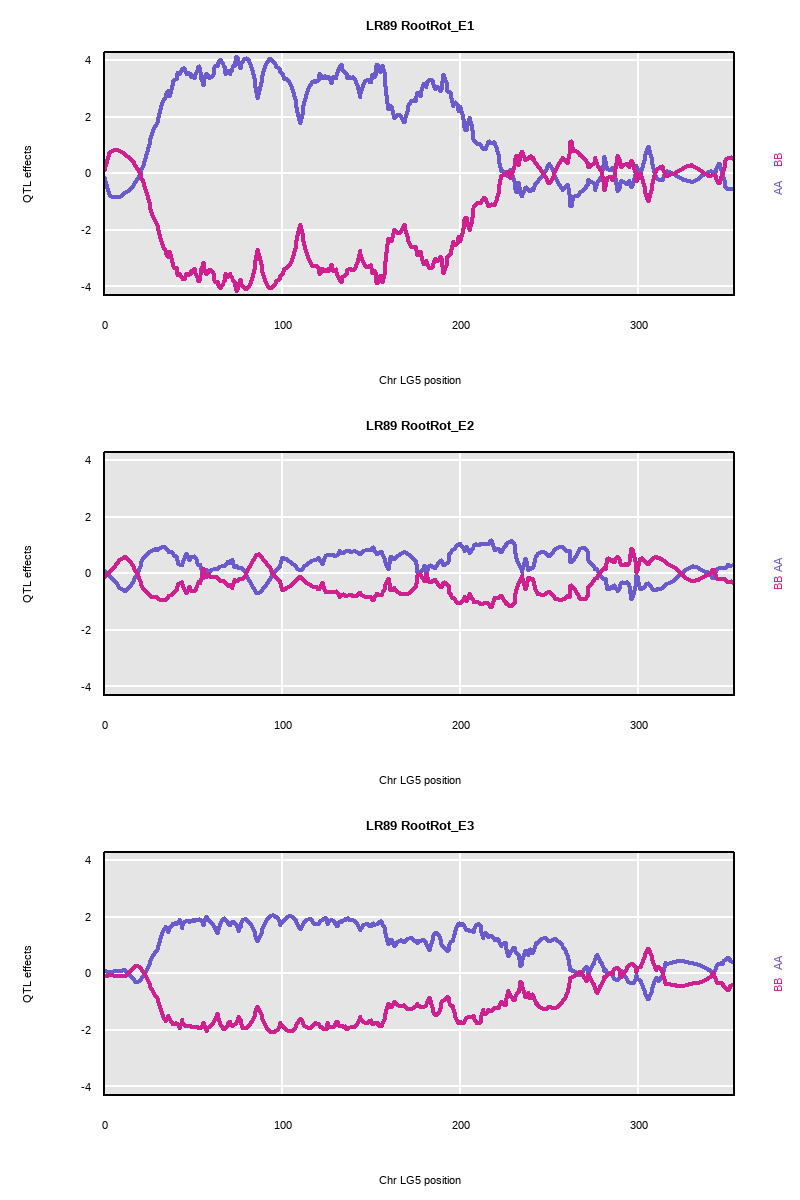 LR89 RootRot_E1
4
2
0
-2
-4
QTL effects
BB
AA
0 100 200 300
Chr LG5 position
LR89 RootRot_E2
4
2
0
-2
-4
QTL effects
AA
BB
0 100 200 300
Chr LG5 position
LR89 RootRot_E3
4
2
0
-2
-4
QTL effects
AA
BB
0 100 200 300
Chr LG5 position